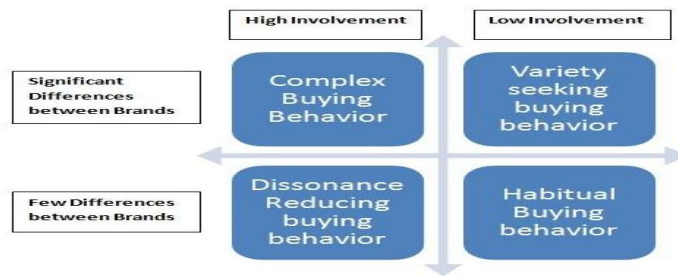 High Involvement
Low Involvement
Significant
Differences
between Brands
Complex
Buying
Behavior
Variety
seeking
buying
behavior
Few Differences
between Brands
Dissonance
Reducing
buying
behavior
Habitual
Buying
behavior